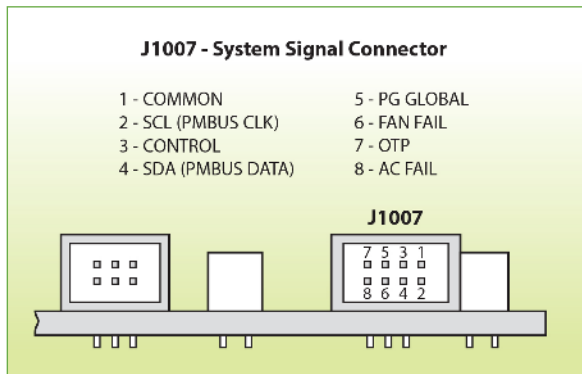 J1007 - System Signal Connector
1 - COMMON
2 - SCL (PMBUS CLK)
3 - CONTROL
4 - SDA (PMBUS DATA)
5 - PG GLOBAL
6 - FAN FAIL
7 - OTP
8 - AC FAIL
J1007
7 5 3 1
8 6 4 2